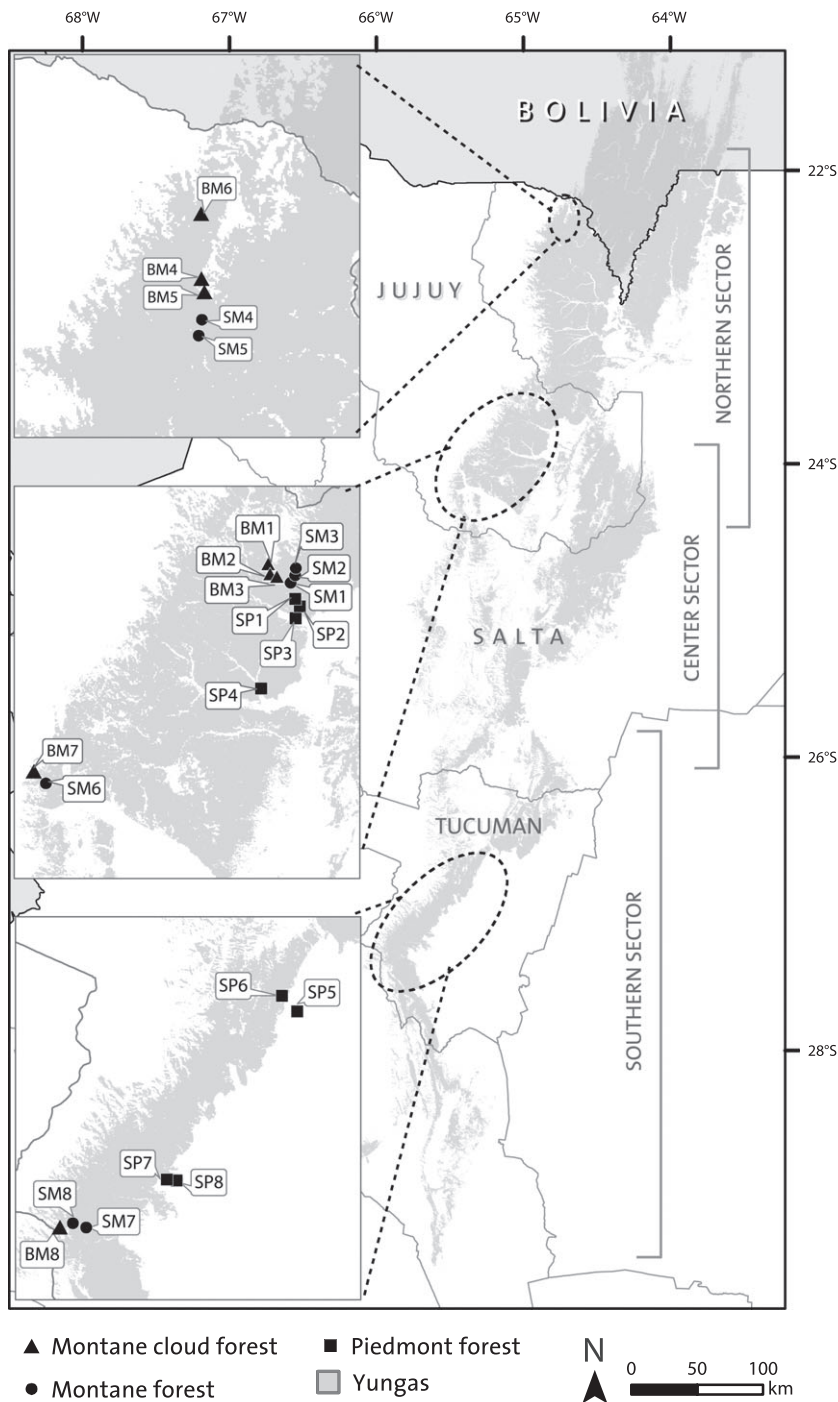 68°W 67°W 66°W 65°W 64°W
BOLIVIA
22°S
BM6
BM4
BM5
SM4
SM5
JUJUY
NORTHERN SECTOR
24°S
BM1
SM3
BM2
SM2
BM3
SM1
SP1
SP2
SP3
SP4
BM7
SM6
SALTA
CENTER SECTOR
26°S
TUCUMAN
SOUTHERN SECTOR
SP6
SP5
28°S
SP7
SP8
SM8
SM7
BM8
Montane cloud forest
Piedmont forest
Montane forest
Yungas
N
0 50 100
km